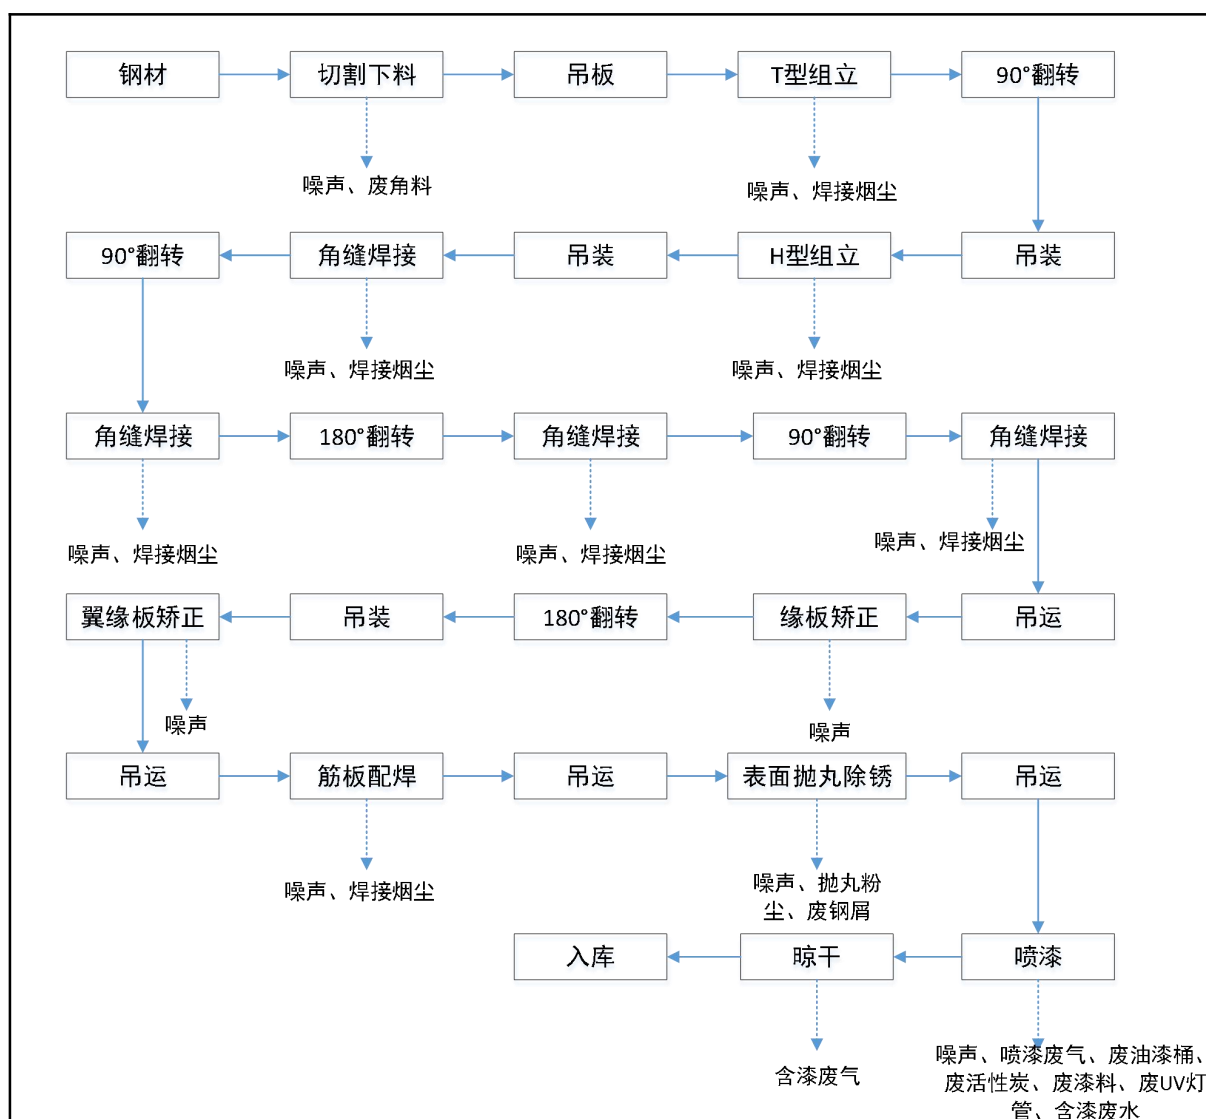 钢材
切割下料
吊板
T型组立
90°翻转
噪声、废角料
噪声、焊接烟尘
90°翻转
角缝焊接
吊装
H型组立
吊装
噪声、焊接烟尘
噪声、焊接烟尘
角缝焊接
180°翻转
角缝焊接
90°翻转
角缝焊接
噪声、焊接烟尘
噪声、焊接烟尘
噪声、焊接烟尘
翼缘板矫正
吊装
180°翻转
缘板矫正
吊运
噪声
噪声
吊运
筋板配焊
吊运
表面抛丸除锈
吊运
噪声、焊接烟尘
噪声、抛丸粉
尘、废钢屑
入库
晾干
喷漆
含漆废气
噪声、喷漆废气、废油漆桶、
废活性炭、废漆料、废UV灯
管、含漆废水